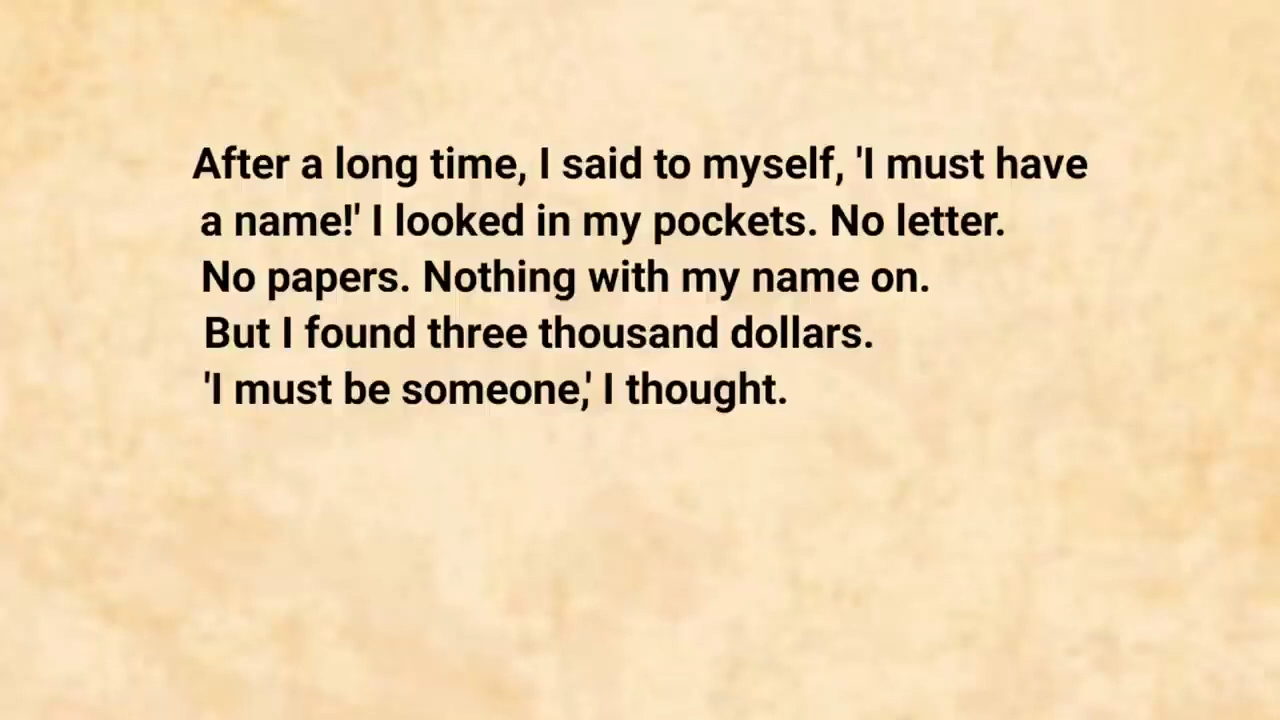 After a long time, I said to myself, 'I must have
a name!' I looked in my pockets. No letter.
No papers. Nothing with my name on.
But I found three thousand dollars.
'I must be someone,' I thought.